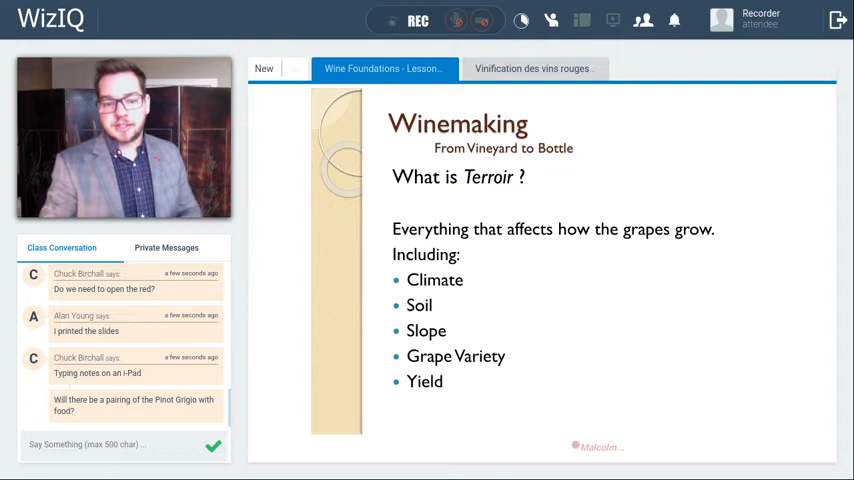 WizIQ
REC
Recorder
attendee
New
Wine Foundations - Lesson...
Vinification des vins rouges...
Winemaking
From Vineyard to Bottle
What is Terroir ?
Everything that affects how the grapes grow.
Including:
• Climate
• Soil
• Slope
• Grape Variety
• Yield
Malcolm...
Class Conversation
Private Messages
C
Chuck Birchall says:
a few seconds ago
Do we need to open the red?
A
Alan Young says:
a few seconds ago
i printed the slides
C
Chuck Birchall says:
a few seconds ago
Typing notes on an i-Pad
Will there be a pairing of the Pinot Grigio with
food?
Say Something (max 500 char) ...